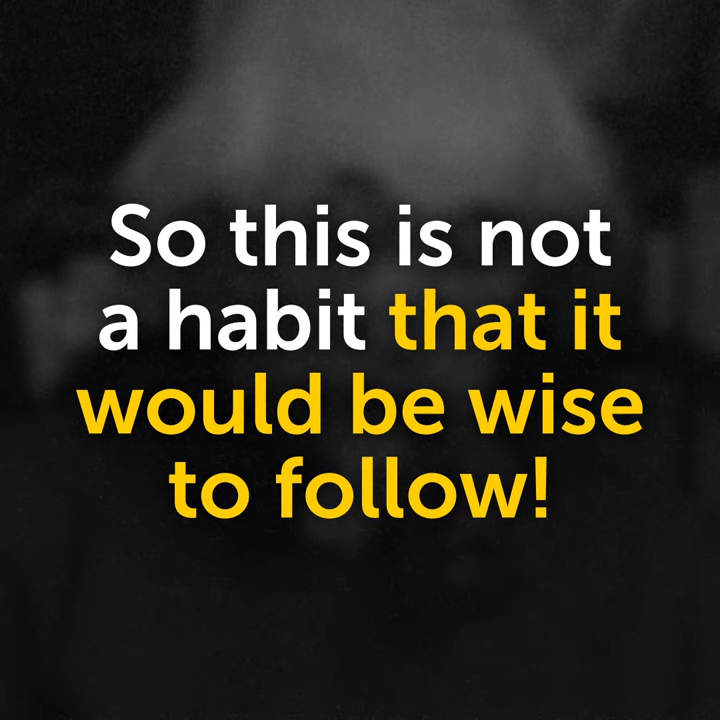 So this is not
a habit that it
would be wise
to follow!